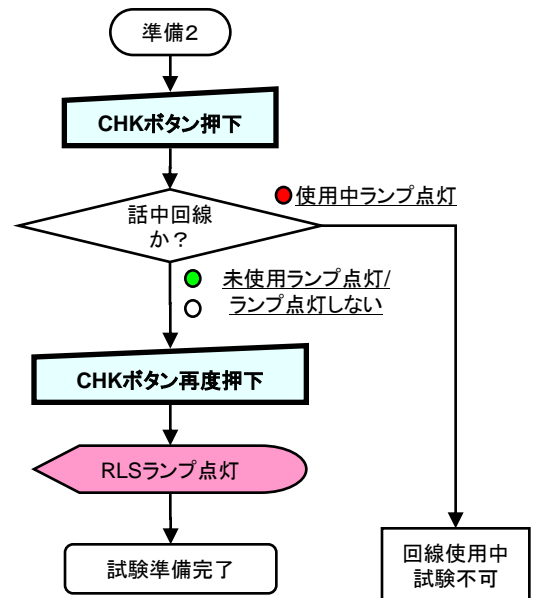 準備2
CHKボタン押下
使用中ランプ点灯
話中回線
か？
未使用ランプ点灯/
ランプ点灯しない
CHKボタン再度押下
RLSランプ点灯
試験準備完了
回線使用中
試験不可